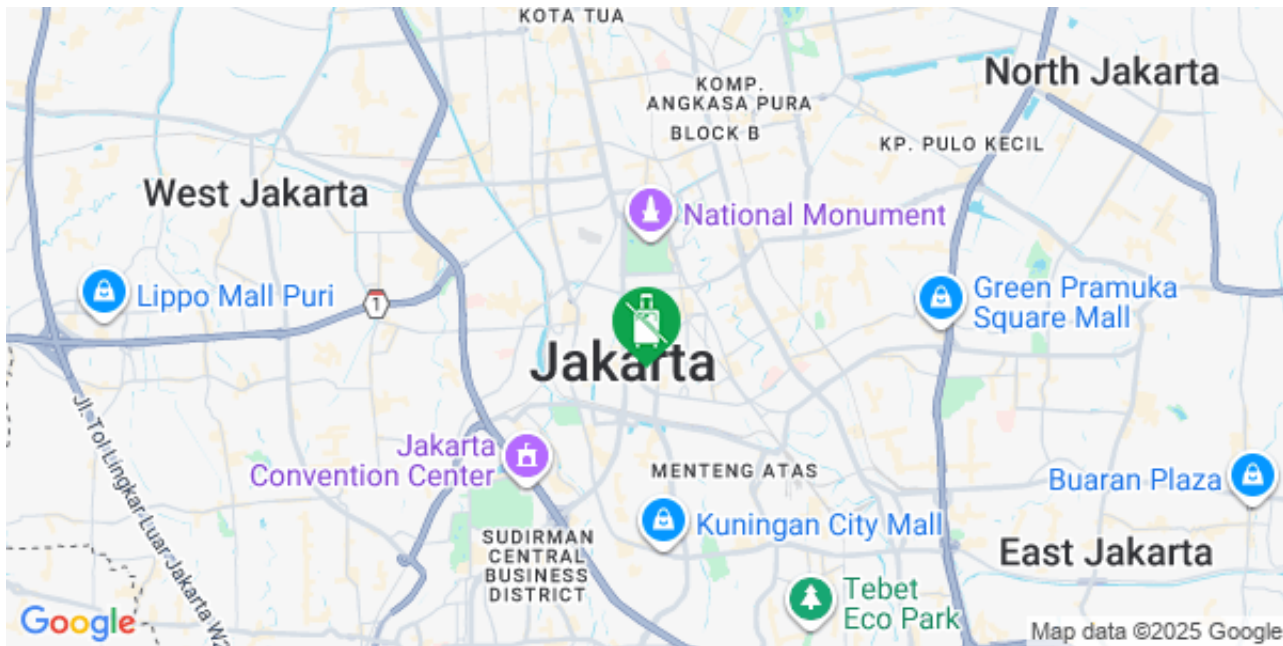 KOTA TUA
KOMP.
ANGKASA PURA
BLOCK B
North Jakarta
KP. PULO KECIL
West Jakarta
National Monument
Lippo Mall Puri
1
Green Pramuka
Square Mall
Jakarta
Jl. Tol Lingkar Luar Jakarta W2
Jakarta
Convention Center
MENTENG ATAS
Buaran Plaza
Kuningan City Mall
SUDIRMAN
CENTRAL
BUSINESS
DISTRICT
East Jakarta
Tebet
Eco Park
Google
Map data ©2025 Google